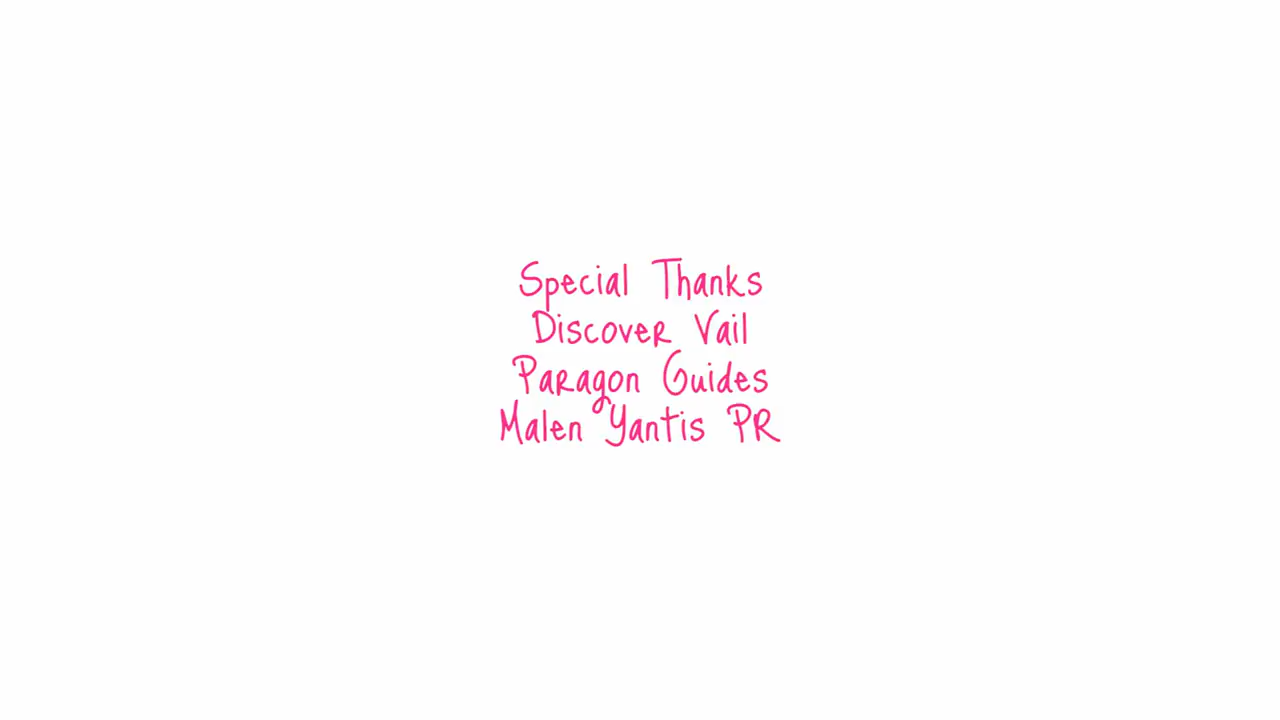 Special Thanks
Discover Vail
Paragon Guides
Malen Yantis PR